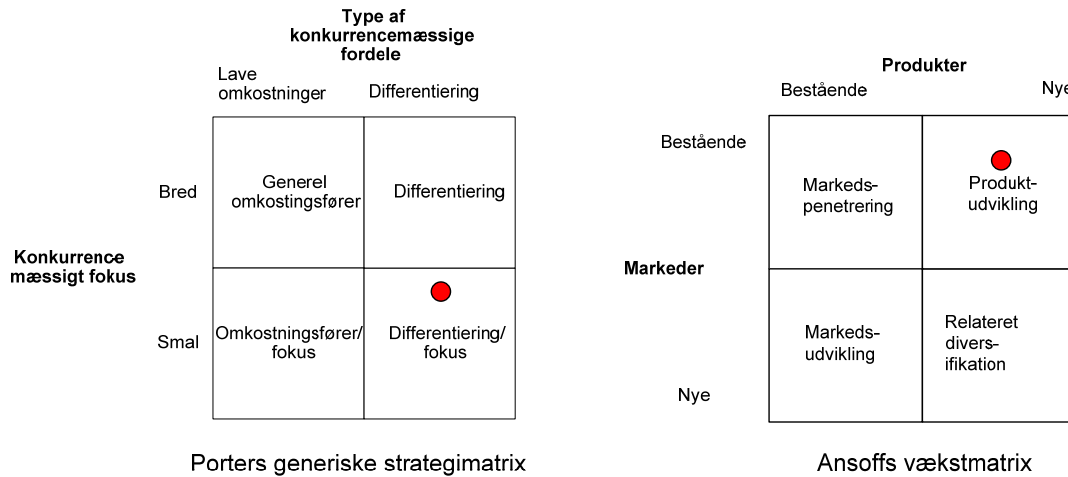 Type af
konkurrencemæssige
fordele
Lave
omkostninger
Differentiering
Bred
Generel
omkostingsfører
Differentiering
Konkurrence
mæssigt fokus
Smal
Omkostningsfører/
fokus
Differentiering/
fokus
Porters generiske strategimatrix
Produkter
Bestående
Nye
Bestående
Markeds-
penetrering
Produkt-
udvikling
Markeder
Markeds-
udvikling
Relateret
divers-
ifikation
Nye
Ansoffs vækstmatrix